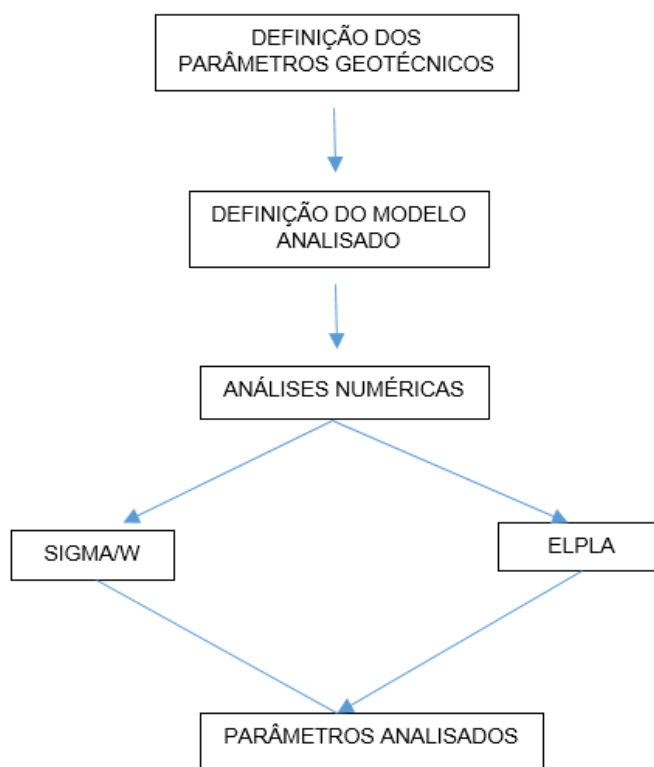 DEFINIÇÃO DOS
PARÂMETROS GEOTÉCNICOS
DEFINIÇÃO DO MODELO
ANALISADO
ANÁLISES NUMÉRICAS
SIGMA/W
ELPLA
PARÂMETROS ANALISADOS